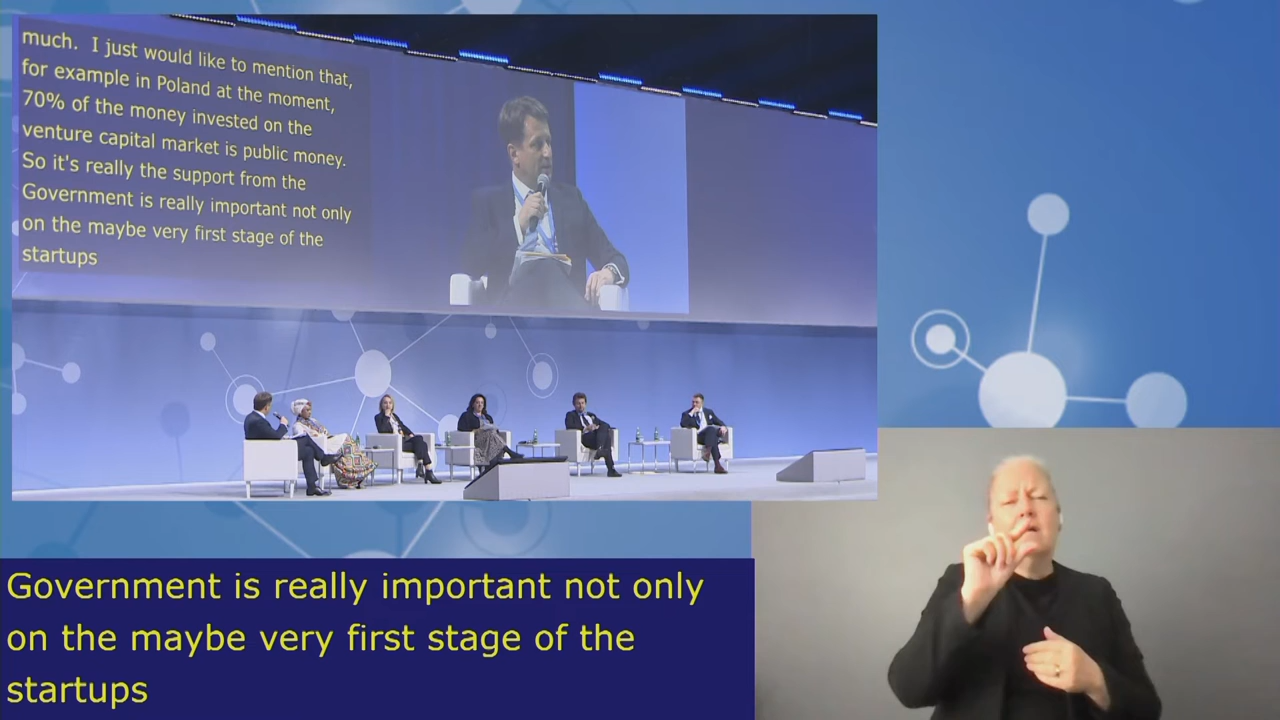 much.  I just would like to mention that,
for example in Poland at the moment,
70% of the money invested on the
venture capital market is public money.
So it's really the support from the
Government is really important not only
on the maybe very first stage of the
startups
Government is really important not only
on the maybe very first stage of the
startups